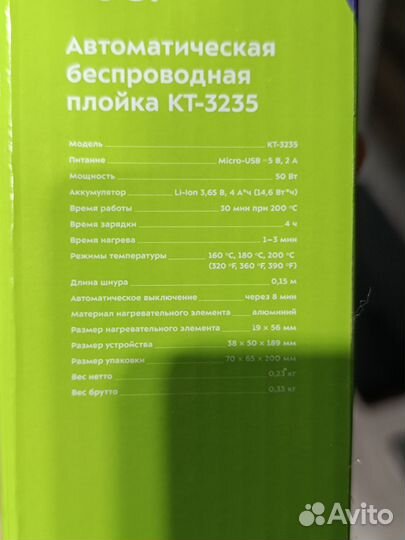 Автоматическая
беспроводная
плойка KT-3235
Модель KT-3235
Питание Micro-USB ⎓5 В, 2 А
Мощность 50 Вт
Аккумулятор Li-Ion 3,65 В, 4 А*ч (14,6 Вт*ч)
Время работы 30 мин при 200 °C
Время зарядки 4 ч
Время нагрева 1–3 мин
Режимы температуры 160 °C, 180 °C, 200 °C
(320 °F, 360 °F, 390 °F)
Длина шнура 0,15 м
Автоматическое выключение через 8 мин
Материал нагревательного элемента алюминий
Размер нагревательного элемента 19 × 56 мм
Размер устройства 38 × 50 × 189 мм
Размер упаковки 70 × 65 × 200 мм
Вес нетто 0,23 кг
Вес брутто 0,33 кг
Avito